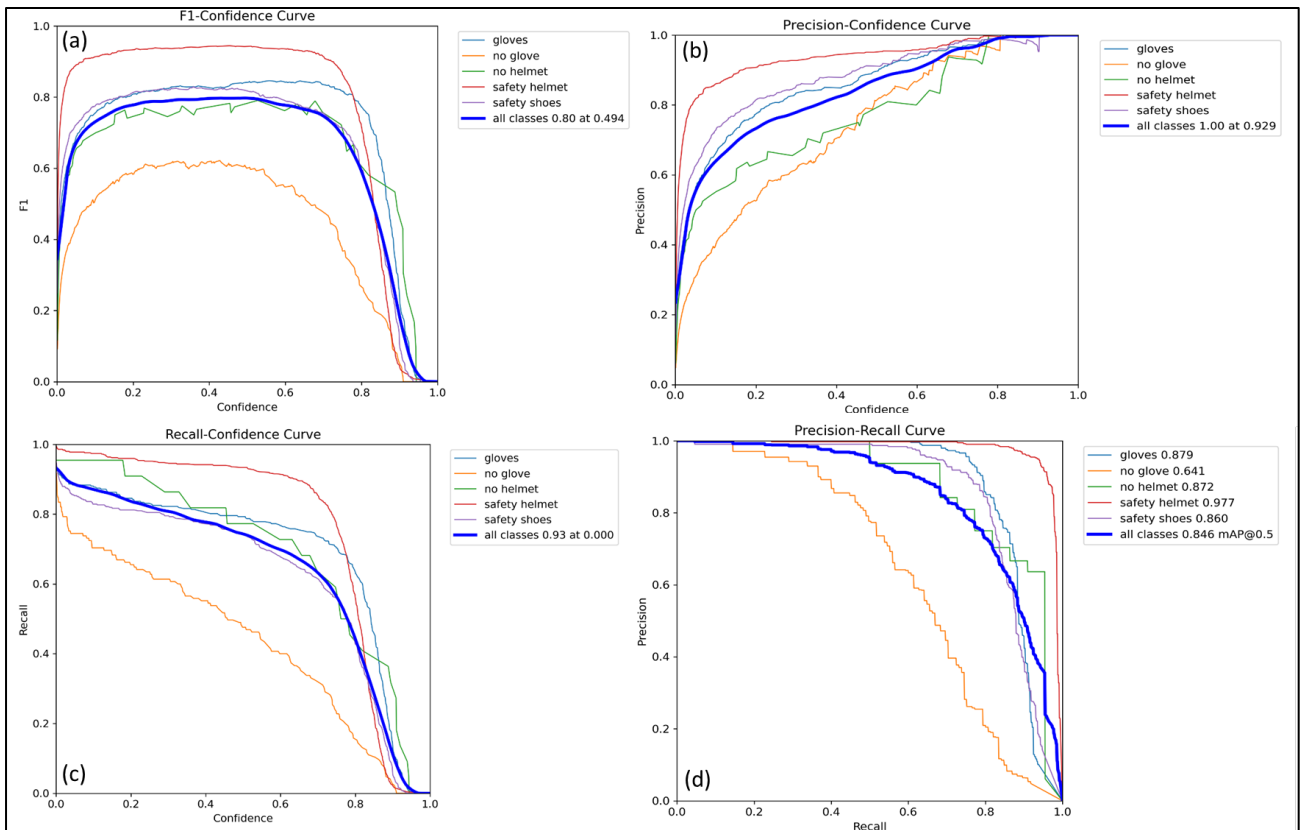 F1-Confidence Curve
(a)
1.0
0.8
0.6
0.4
0.2
0.0
F1
0.0 0.2 0.4 0.6 0.8 1.0
Confidence
gloves
no glove
no helmet
safety helmet
safety shoes
all classes 0.80 at 0.494
Precision-Confidence Curve
(b)
1.0
0.8
0.6
0.4
0.2
0.0
Precision
0.0 0.2 0.4 0.6 0.8 1.0
Confidence
gloves
no glove
no helmet
safety helmet
safety shoes
all classes 1.00 at 0.929
Recall-Confidence Curve
1.0
0.8
0.6
0.4
0.2
0.0
Recall
(c)
0.0 0.2 0.4 0.6 0.8 1.0
Confidence
gloves
no glove
no helmet
safety helmet
safety shoes
all classes 0.93 at 0.000
Precision-Recall Curve
1.0
0.8
0.6
0.4
0.2
0.0
Precision
(d)
0.0 0.2 0.4 0.6 0.8 1.0
Recall
gloves 0.879
no glove 0.641
no helmet 0.872
safety helmet 0.977
safety shoes 0.860
all classes 0.846 mAP@0.5